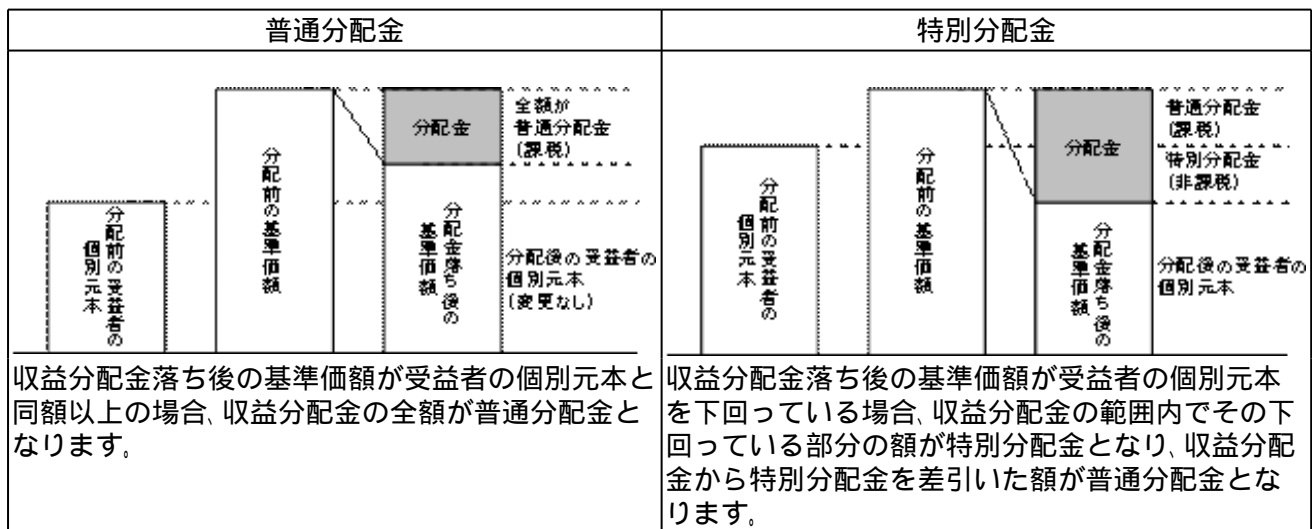 普通分配金
特別分配金
分配前の受益者の
個別元本
分配前の基準価額
分配金
分配金落ち後の
基準価額
全額が
普通分配金
(課税)
分配後の受益者の
個別元本
(変更なし)
分配前の受益者の
個別元本
分配前の基準価額
分配金
分配金落ち後の
基準価額
普通分配金
(課税)
特別分配金
(非課税)
分配後の受益者の
個別元本
収益分配金落ち後の基準価額が受益者の個別元本と
同額以上の場合、収益分配金の全額が普通分配金と
なります。
収益分配金落ち後の基準価額が受益者の個別元本
を下回っている場合、収益分配金の範囲内でその下
回っている部分の額が特別分配金となり、収益分配
金から特別分配金を差引いた額が普通分配金とな
ります。